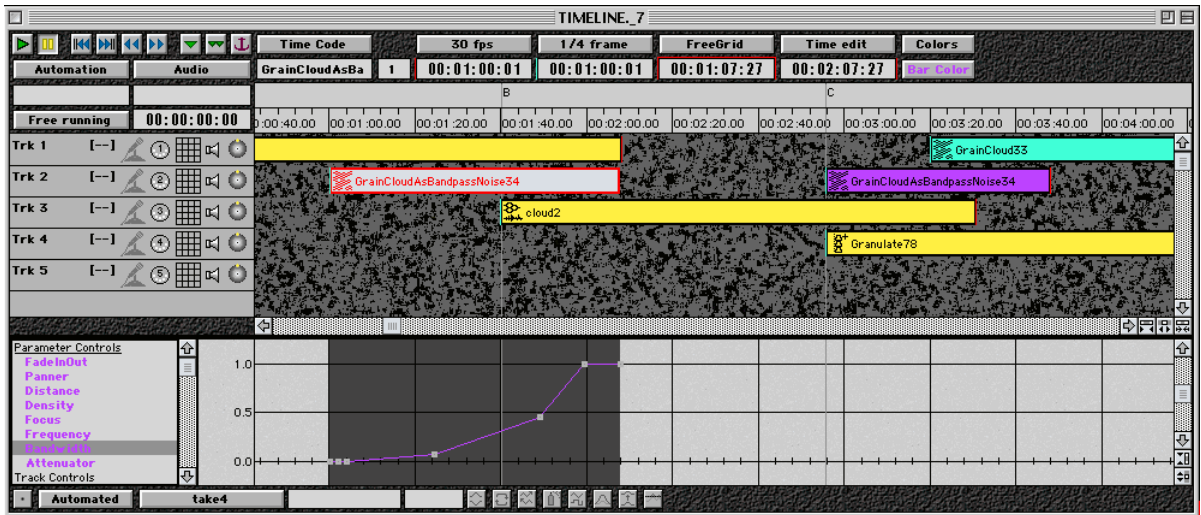 TIMELINE._7
Time Code 30 fps 1/4 frame FreeGrid Time edit Colors
Automation Audio GrainCloudAsBa 1 00:01:00:01 00:01:00:01 00:01:07:27 00:02:07:27 Bar Color
B C
Free running 00:00:00:00 0:00:40.00 00:01:00.00 00:01:20.00 00:01:40.00 00:02:00.00 00:02:20.00 00:02:40.00 00:03:00.00 00:03:20.00 00:03:40.00 00:04:00.00
Trk 1 [--] 1 GrainCloud33
Trk 2 [--] 2 GrainCloudAsBandpassNoise34 GrainCloudAsBandpassNoise34
Trk 3 [--] 3 cloud2
Trk 4 [--] 4 Granulate78
Trk 5 [--] 5
Parameter Controls
FadeInOut
Panner
Distance
Density
Focus
Frequency
Bandwidth
Attenuator
Track Controls
1.0
0.5
0.0
Automated take4